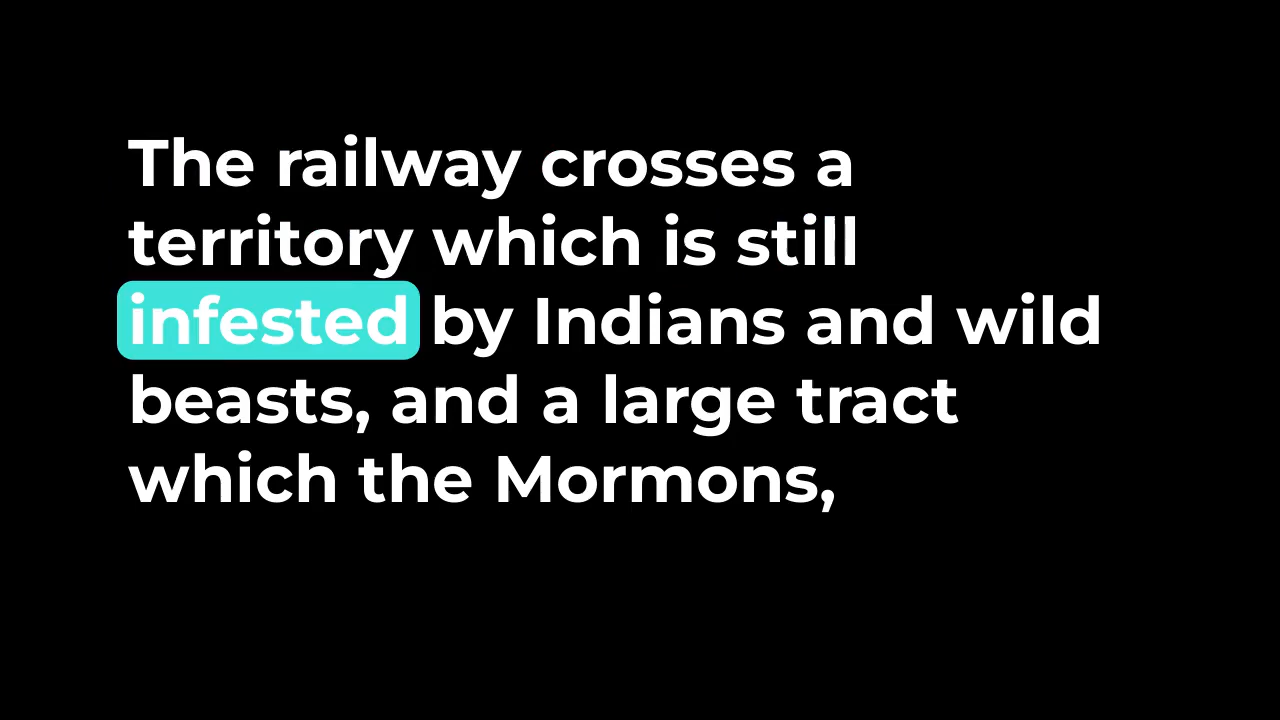 The railway crosses a
territory which is still
infested by Indians and wild
beasts, and a large tract
which the Mormons,